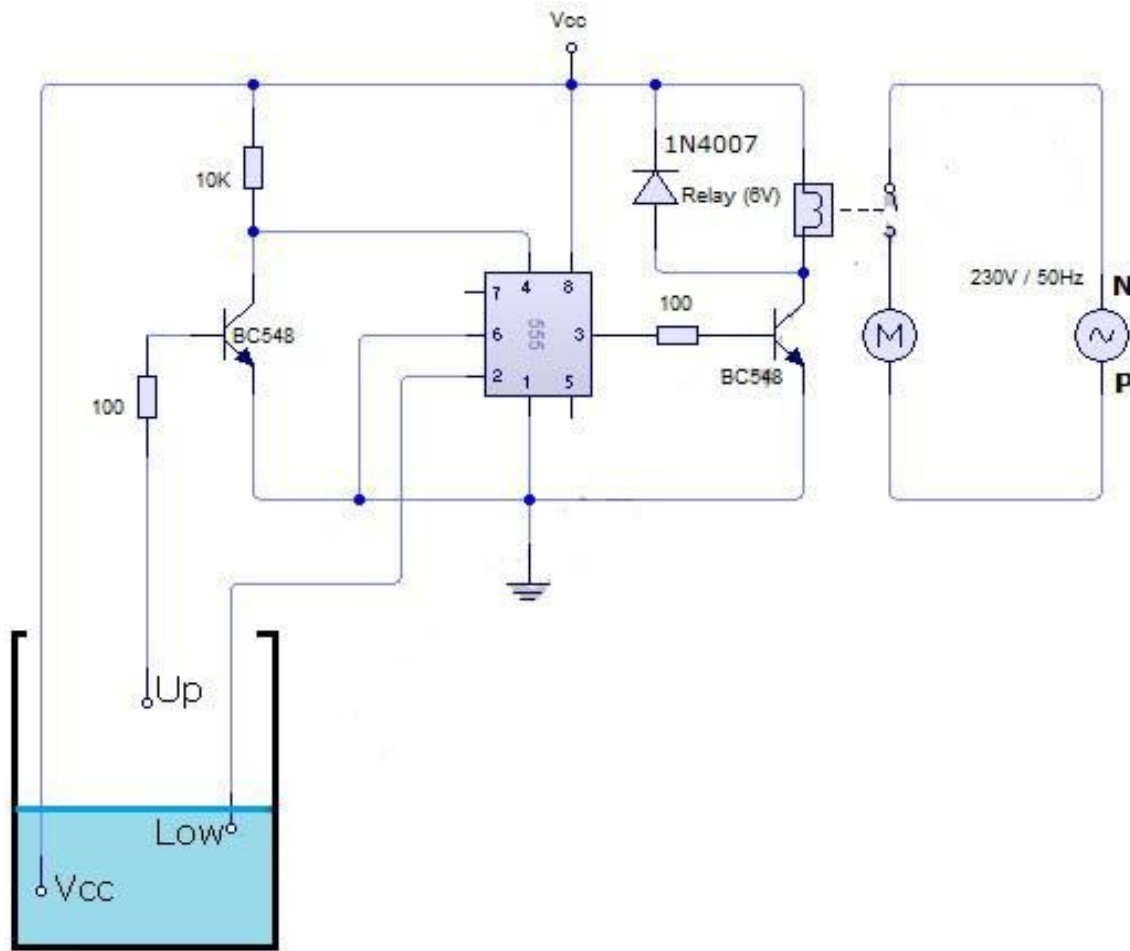 Vcc
1N4007
10K
Relay (6V)
4
8
7
230V / 50Hz
N
100
BC548
6
555
3
2
1
5
BC548
M
P
100
Up
Low
Vcc